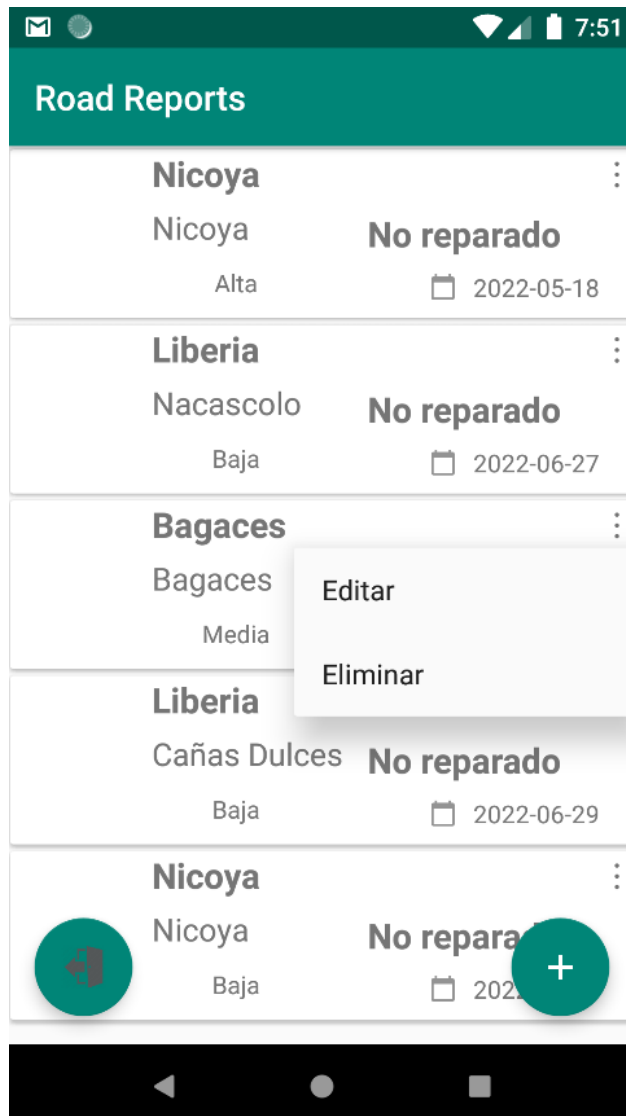 7:51
Road Reports
Nicoya
Nicoya
No reparado
Alta
2022-05-18
Liberia
Nacascolo
No reparado
Baja
2022-06-27
Bagaces
Bagaces
Editar
Media
Eliminar
Liberia
Cañas Dulces
No reparado
Baja
2022-06-29
Nicoya
Nicoya
No
Baja